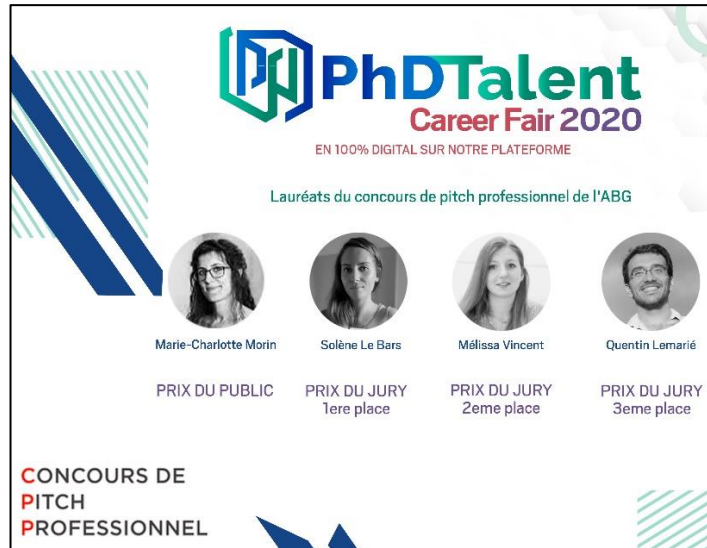 PhDTalent
Career Fair 2020
EN 100% DIGITAL SUR NOTRE PLATEFORME
Lauréats du concours de pitch professionnel de l'ABG
Marie-Charlotte Morin
Solène Le Bars
Mélissa Vincent
Quentin Lemarié
PRIX DU PUBLIC
PRIX DU JURY
1ere place
PRIX DU JURY
2eme place
PRIX DU JURY
3eme place
CONCOURS DE
PITCH
PROFESSIONNEL